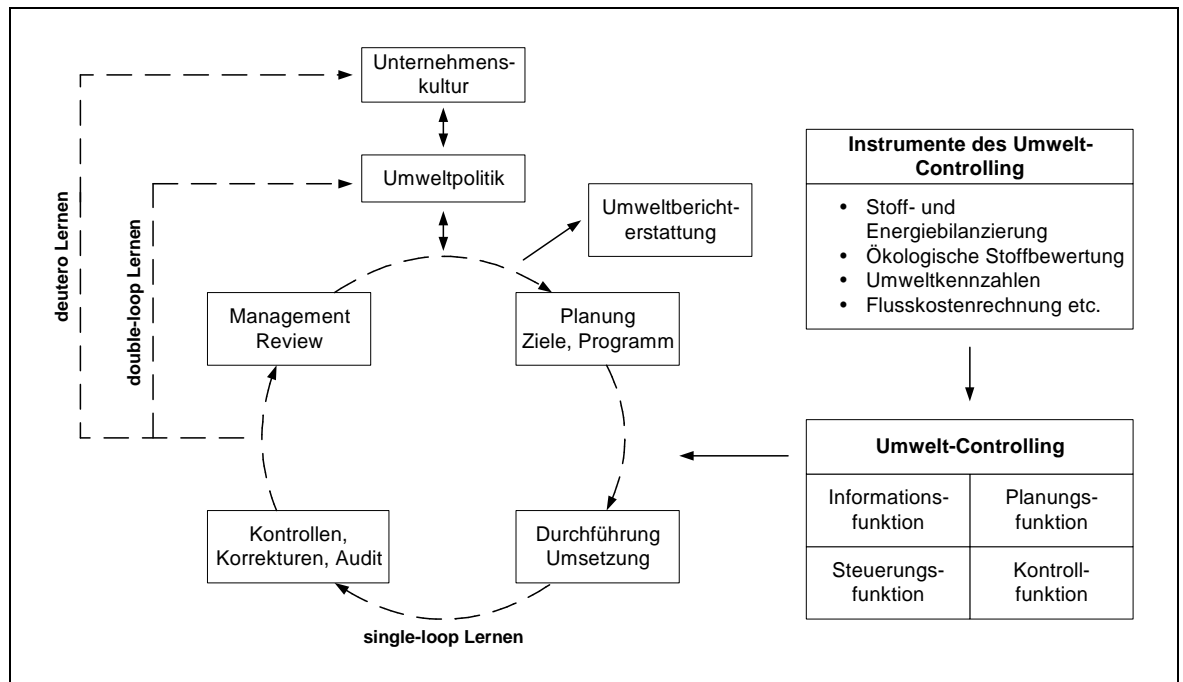 Unternehmens-
kultur
Umweltpolitik
Umweltbericht-
erstattung
deutero Lernen
double-loop Lernen
Management
Review
Planung
Ziele, Programm
Kontrollen,
Korrekturen, Audit
Durchführung
Umsetzung
single-loop Lernen
Instrumente des Umwelt-
Controlling
• Stoff- und
Energiebilanzierung
• Ökologische Stoffbewertung
• Umweltkennzahlen
• Flusskostenrechnung etc.
Umwelt-Controlling
Informations-
funktion
Planungs-
funktion
Steuerungs-
funktion
Kontroll-
funktion